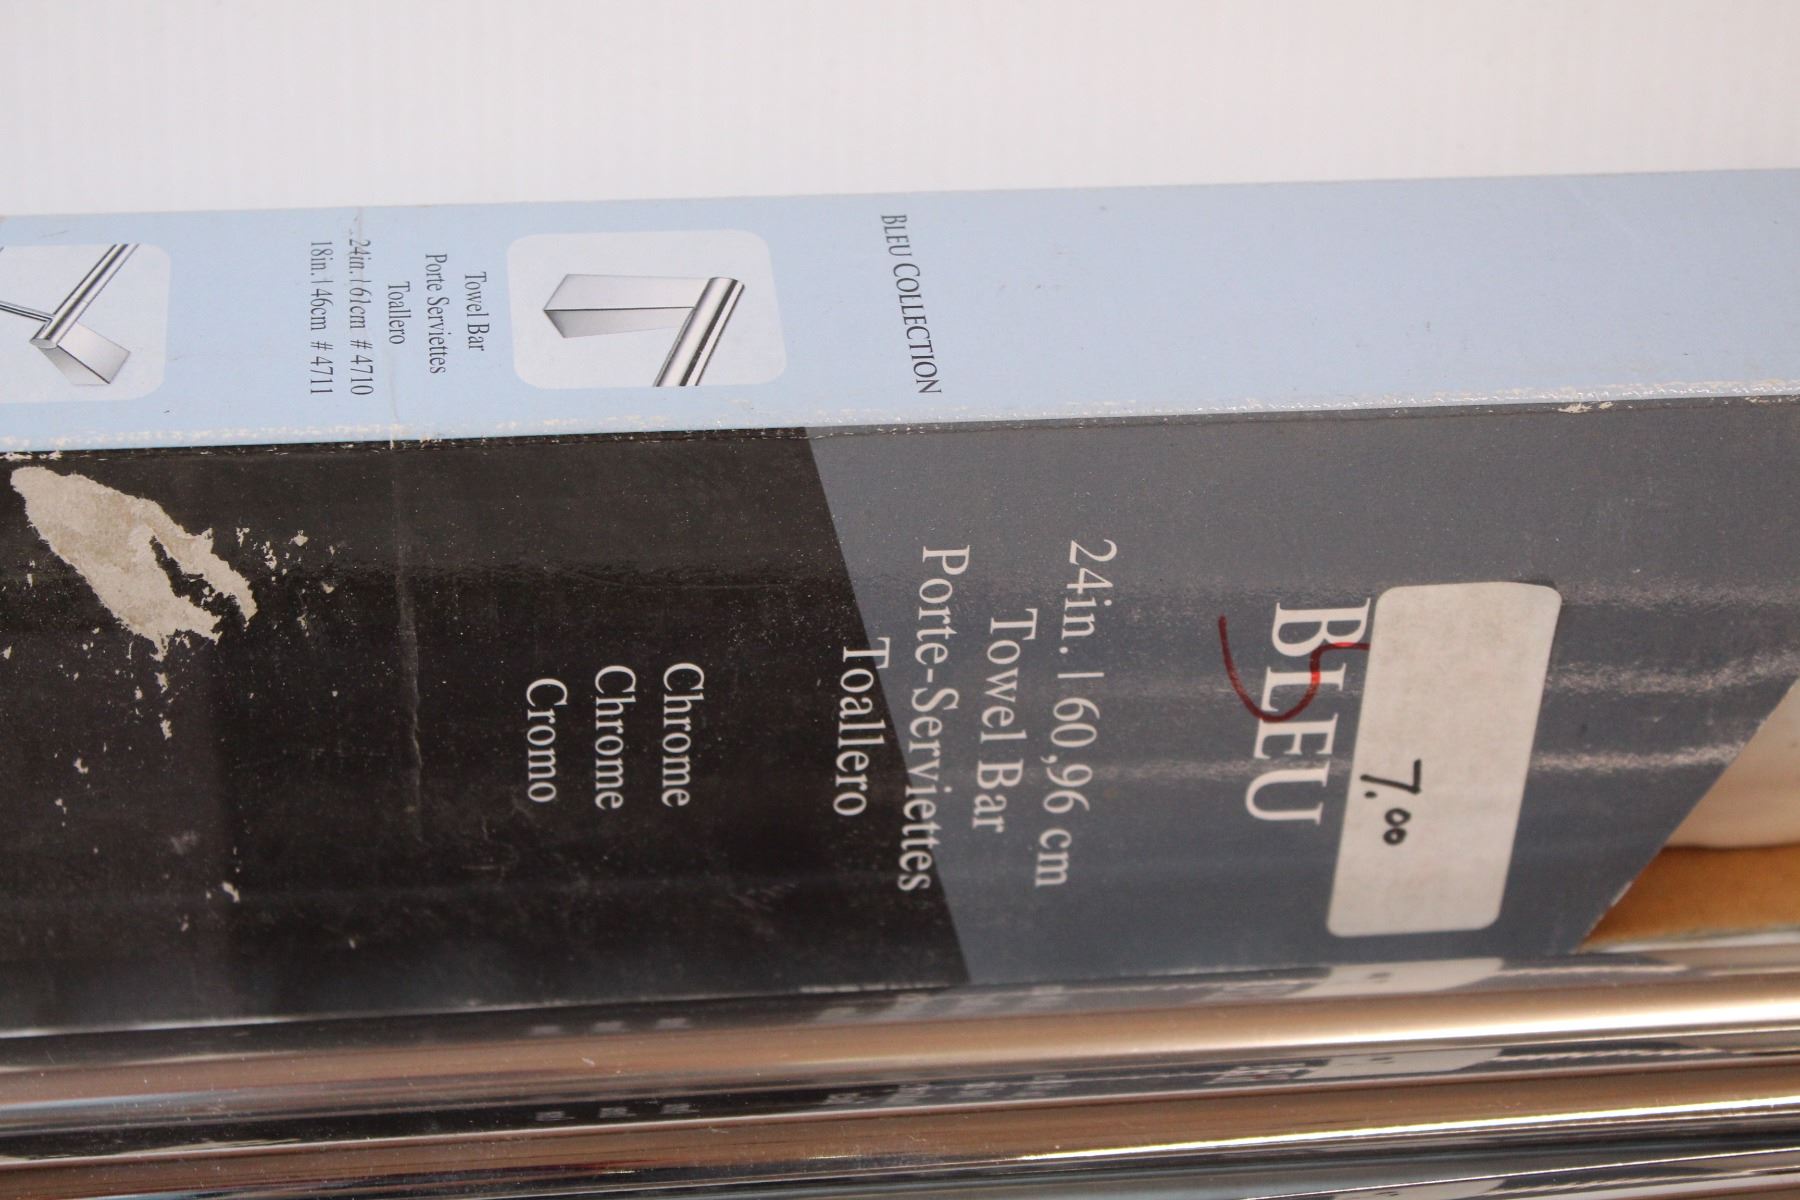 BLEU COLLECTION
Towel Bar
Porte Serviettes
Toallero
24in. | 61cm # 4710
18in. | 46cm # 4711
7.00
BLEU
24in. | 60,96 cm
Towel Bar
Porte-Serviettes
Toallero
Chrome
Chrome
Cromo